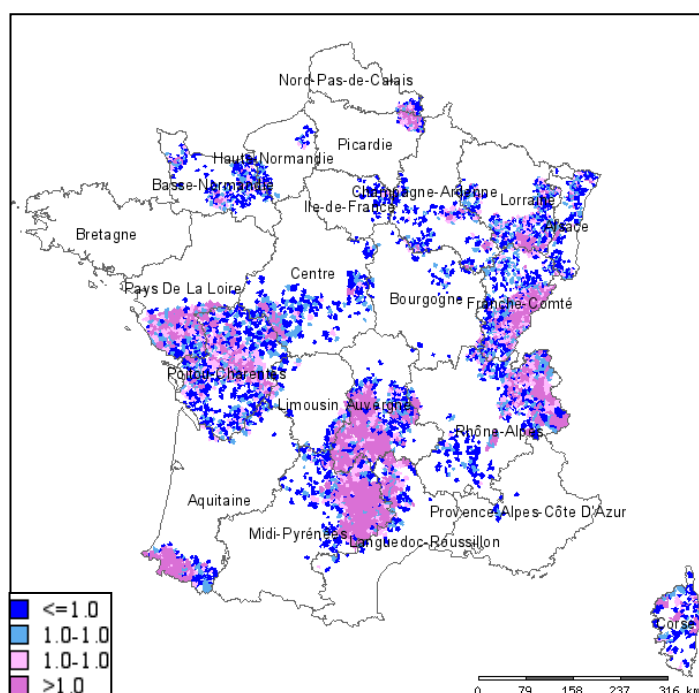 Nord-Pas-de-Calais
Picardie
Haute-Normandie
Basse-Normandie
Champagne-Ardenne
Lorraine
Ile-de-France
Alsace
Bretagne
Centre
Pays De La Loire
Bourgogne
Franche-Comté
Poitou-Charentes
Limousin
Auvergne
Rhône-Alpes
Aquitaine
Provence-Alpes-Côte D'Azur
Midi-Pyrénées
Languedoc-Roussillon
Corse
<=1.0
1.0-1.0
1.0-1.0
>1.0
0 79 158 237 316 km